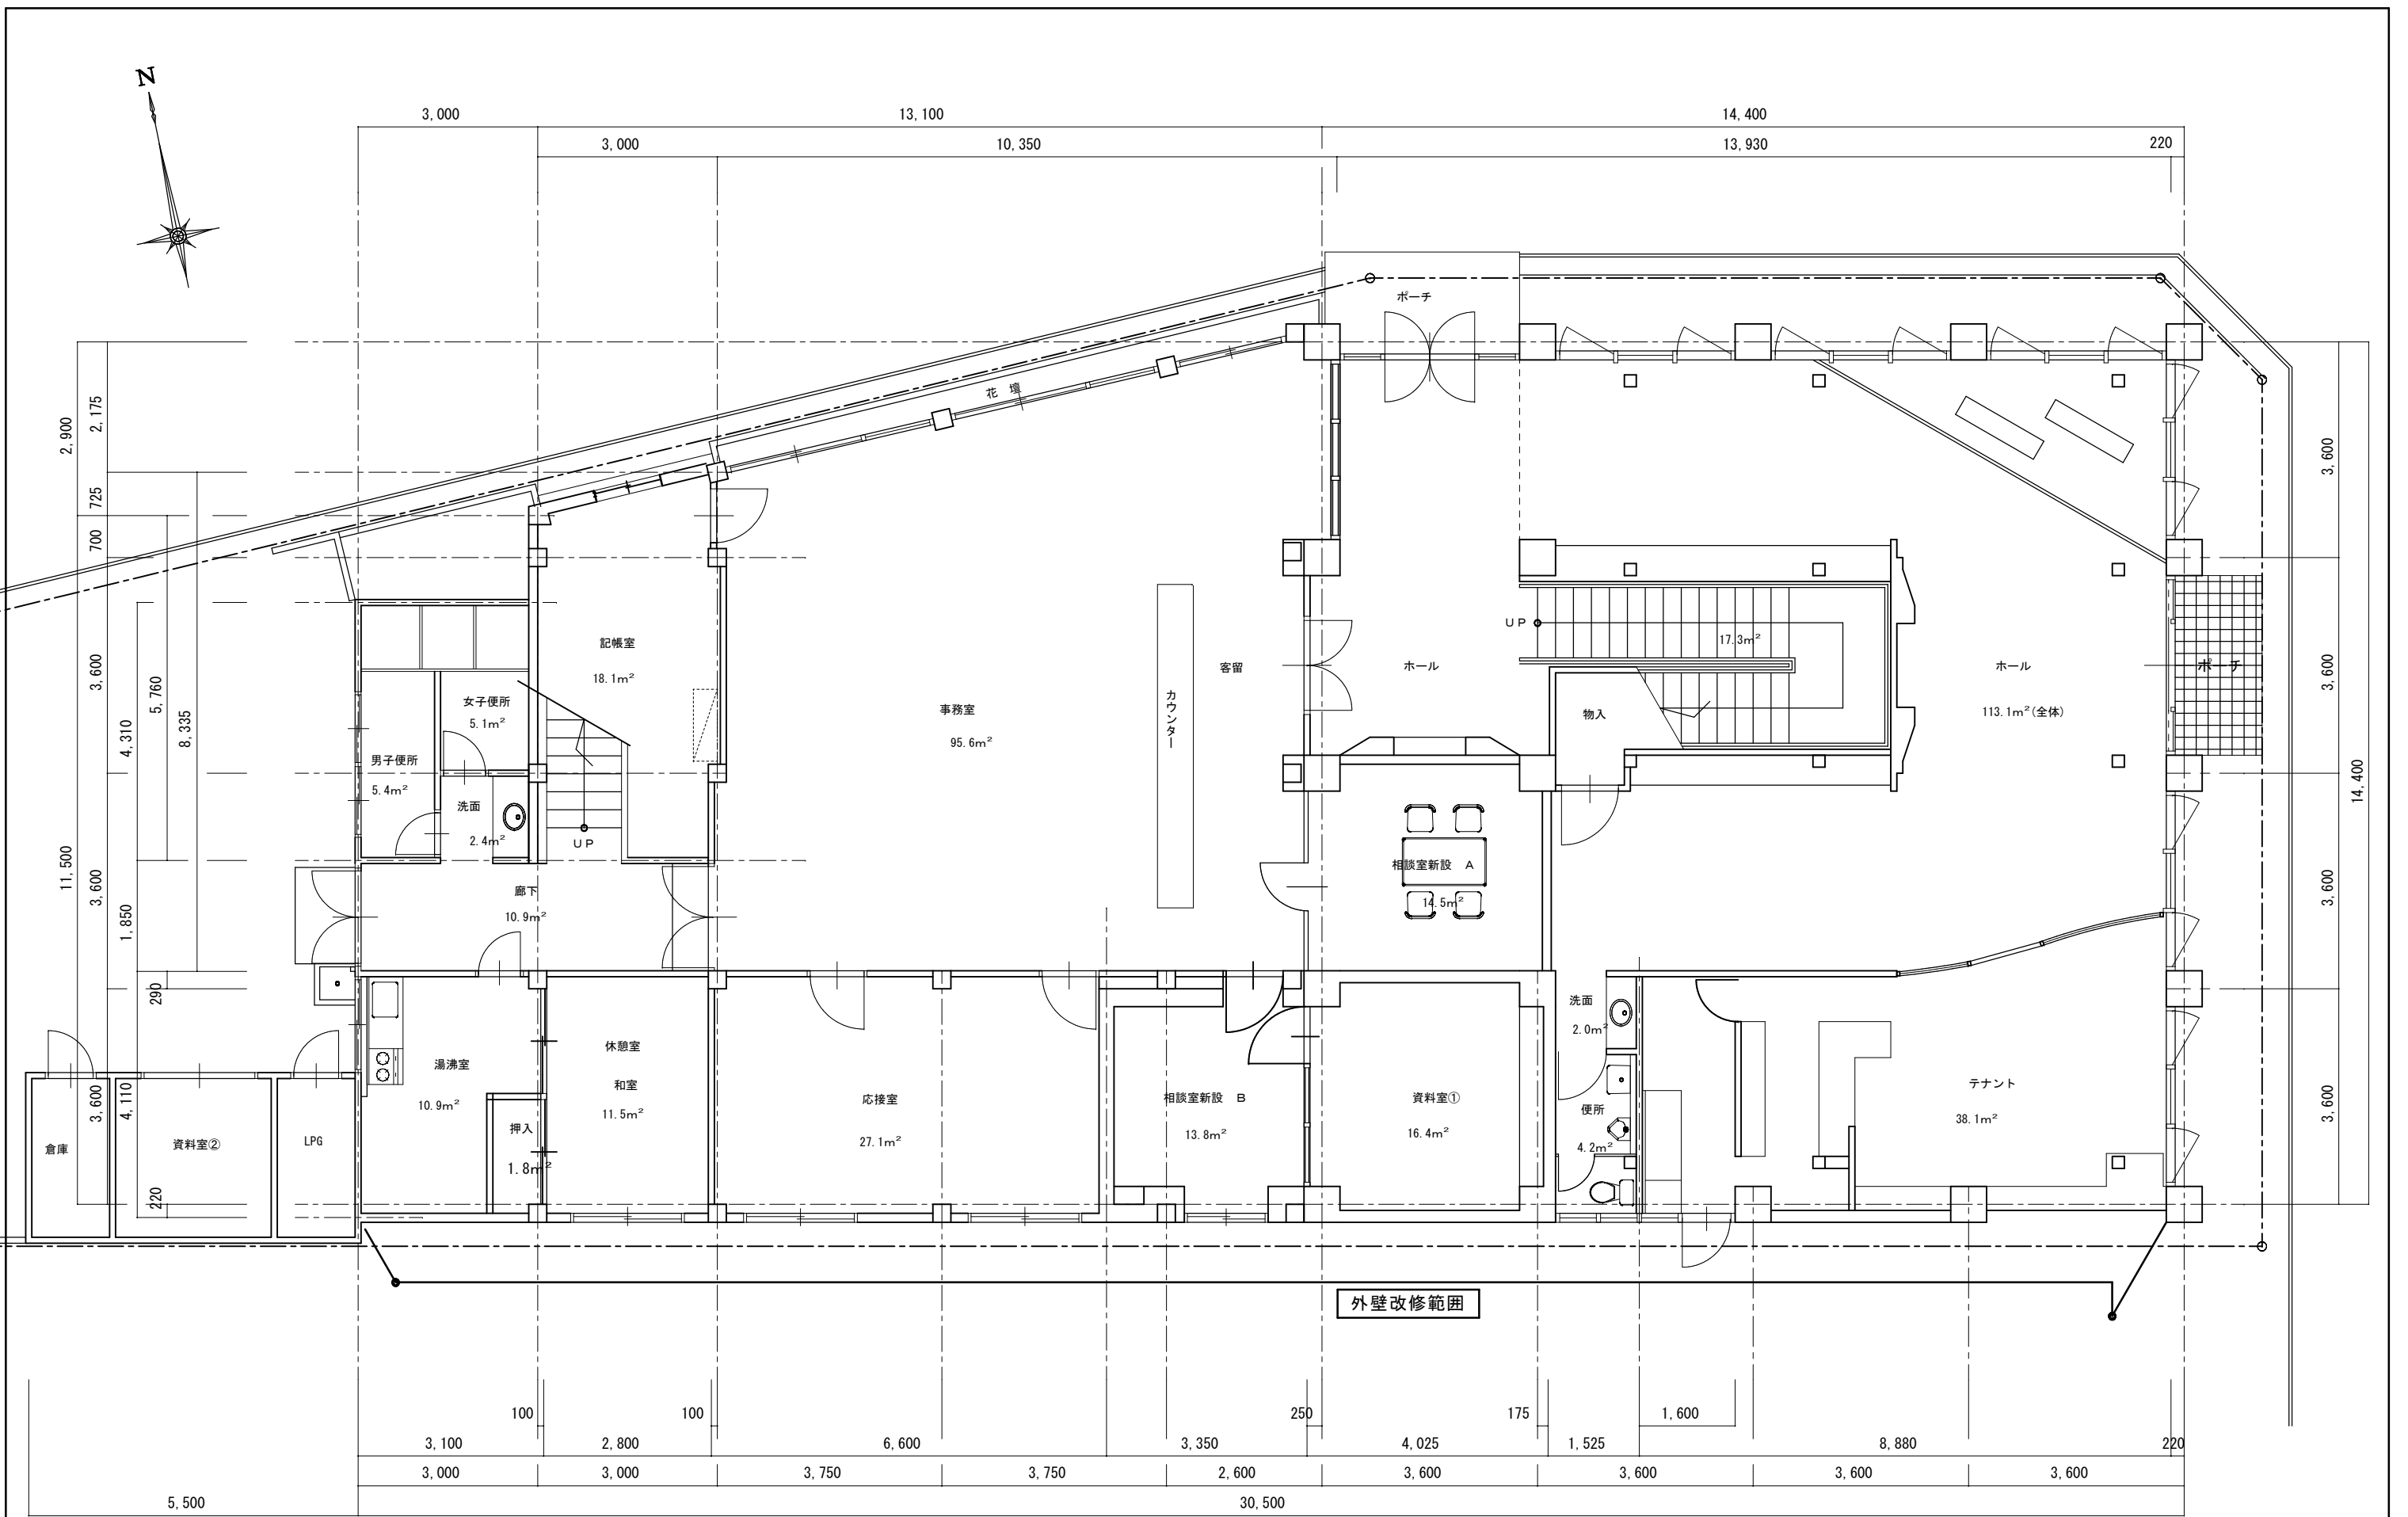 N
3,000
13,100
14,400
3,000
10,350
13,930
220
ポーチ
花 壇
2,900
2,175
725
700
11,500
3,600
3,600
3,600
5,760
4,310
8,335
1,850
290
4,110
220
3,600
3,600
3,600
3,600
14,400
記帳室
18.1m²
女子便所
5.1m²
男子便所
5.4m²
洗面
2.4m²
UP
廊下
10.9m²
事務室
95.6m²
カウンター
客留
ホール
UP
17.3m²
物入
ホール
113.1m²(全体)
ポーチ
相談室新設 A
14.5m²
倉庫
資料室②
LPG
湯沸室
10.9m²
押入
1.8m²
休憩室
和室
11.5m²
応接室
27.1m²
相談室新設 B
13.8m²
資料室①
16.4m²
洗面
2.0m²
便所
4.2m²
テナント
38.1m²
外壁改修範囲
100
100
250
175
1,600
3,100
2,800
6,600
3,350
4,025
1,525
8,880
220
3,000
3,000
3,750
3,750
2,600
3,600
3,600
3,600
3,600
5,500
30,500